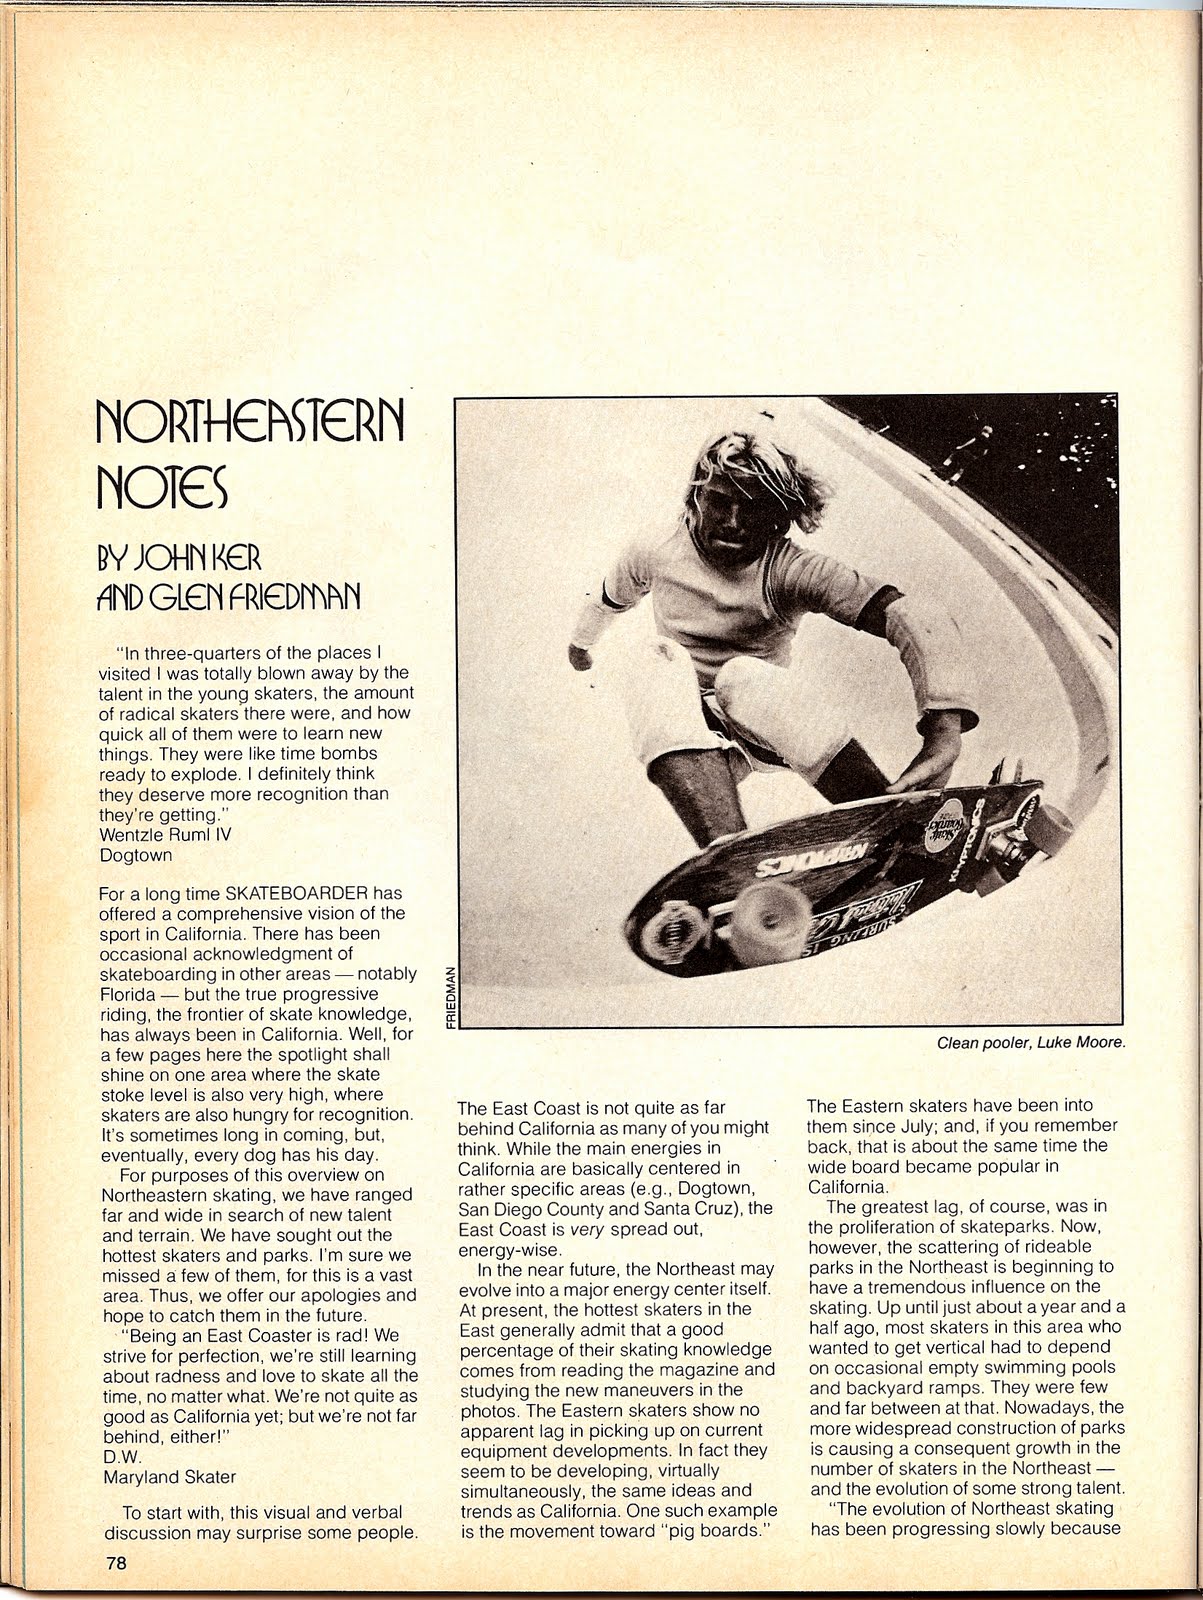 NORTHEASTERN
NOTES
BY JOHN KER
AND GLEN FRIEDMAN
"In three-quarters of the places I
visited I was totally blown away by the
talent in the young skaters, the amount
of radical skaters there were, and how
quick all of them were to learn new
things. They were like time bombs
ready to explode. I definitely think
they deserve more recognition than
they're getting."
Wentzle Ruml IV
Dogtown
For a long time SKATEBOARDER has
offered a comprehensive vision of the
sport in California. There has been
occasional acknowledgment of
skateboarding in other areas — notably
Florida — but the true progressive
riding, the frontier of skate knowledge,
has always been in California. Well, for
a few pages here the spotlight shall
shine on one area where the skate
stoke level is also very high, where
skaters are also hungry for recognition.
It's sometimes long in coming, but,
eventually, every dog has his day.
For purposes of this overview on
Northeastern skating, we have ranged
far and wide in search of new talent
and terrain. We have sought out the
hottest skaters and parks. I'm sure we
missed a few of them, for this is a vast
area. Thus, we offer our apologies and
hope to catch them in the future.
"Being an East Coaster is rad! We
strive for perfection, we're still learning
about radness and love to skate all the
time, no matter what. We're not quite as
good as California yet; but we're not far
behind, either!"
D.W.
Maryland Skater
To start with, this visual and verbal
discussion may surprise some people.
78
FRIEDMAN
KRYPTONICS
Skate
boarder
KRYPTONICS
SURFING IS
Clean pooler, Luke Moore.
The East Coast is not quite as far
behind California as many of you might
think. While the main energies in
California are basically centered in
rather specific areas (e.g., Dogtown,
San Diego County and Santa Cruz), the
East Coast is very spread out,
energy-wise.
In the near future, the Northeast may
evolve into a major energy center itself.
At present, the hottest skaters in the
East generally admit that a good
percentage of their skating knowledge
comes from reading the magazine and
studying the new maneuvers in the
photos. The Eastern skaters show no
apparent lag in picking up on current
equipment developments. In fact they
seem to be developing, virtually
simultaneously, the same ideas and
trends as California. One such example
is the movement toward "pig boards."
The Eastern skaters have been into
them since July; and, if you remember
back, that is about the same time the
wide board became popular in
California.
The greatest lag, of course, was in
the proliferation of skateparks. Now,
however, the scattering of rideable
parks in the Northeast is beginning to
have a tremendous influence on the
skating. Up until just about a year and a
half ago, most skaters in this area who
wanted to get vertical had to depend
on occasional empty swimming pools
and backyard ramps. They were few
and far between at that. Nowadays, the
more widespread construction of parks
is causing a consequent growth in the
number of skaters in the Northeast —
and the evolution of some strong talent.
"The evolution of Northeast skating
has been progressing slowly because